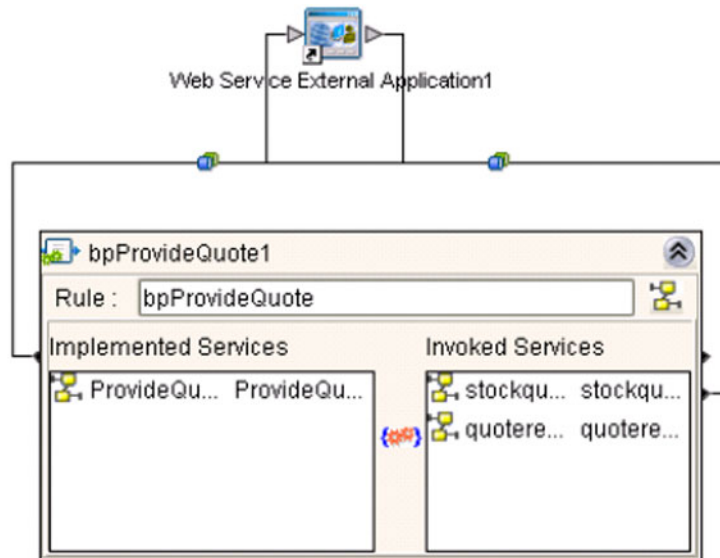 Web Service External Application1
bpProvideQuote1
Rule : bpProvideQuote
Implemented Services Invoked Services
ProvideQu... ProvideQu... stockqu... stockqu...
quotere... quotere...